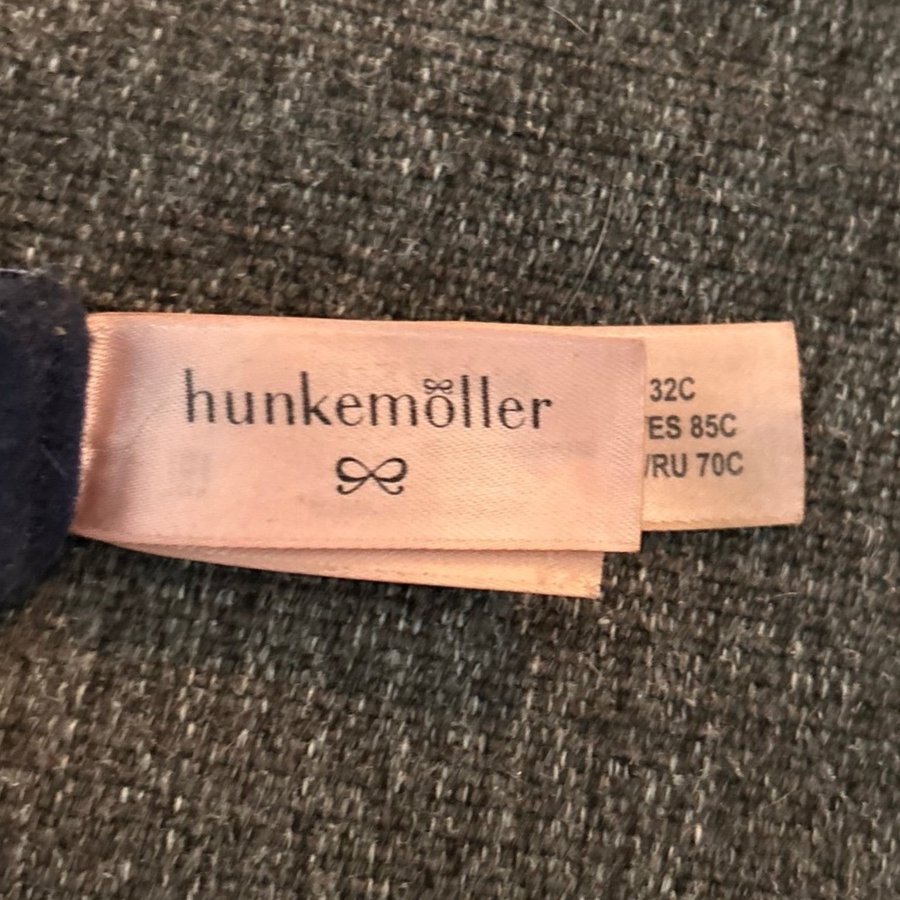 hunkemöller
32C
/ES 85C
/RU 70C